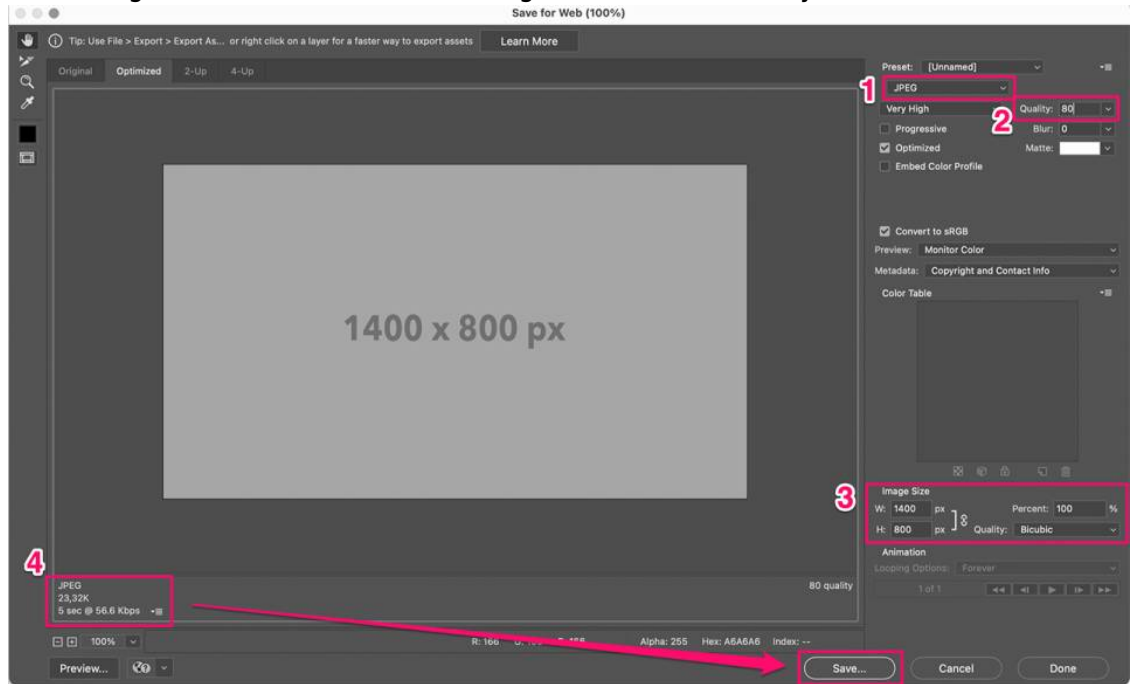 Save for Web (100%)
Tip: Use File > Export > Export As... or right click on a layer for a faster way to export assets
Learn More
Original Optimized 2-Up 4-Up
Preset: [Unnamed]
1
JPEG
Very High
2
Quality: 80
Progressive
Blur: 0
Optimized
Matte:
Embed Color Profile
Convert to sRGB
Preview: Monitor Color
Metadata: Copyright and Contact Info
Color Table
1400 x 800 px
3
Image Size
W: 1400 px Percent: 100 %
H: 800 px Quality: Bicubic
Animation
Looping Options: Forever
1 of 1
4
JPEG
23,32K
5 sec @ 56.6 Kbps
80 quality
100%
R: 166 Alpha: 255 Hex: A6A6A6 Index: --
Preview...
Save... Cancel Done